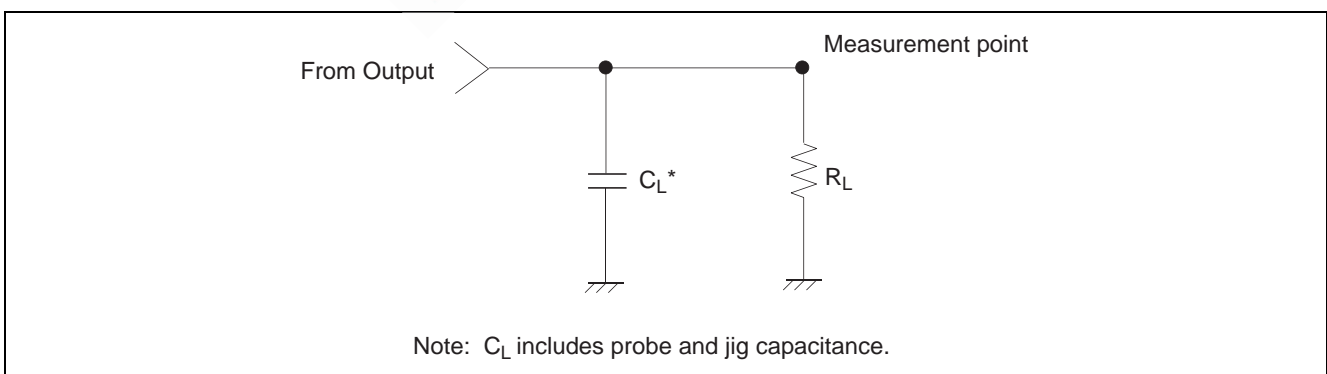 Measurement point
From Output
C_L*
R_L
Note: C_L includes probe and jig capacitance.